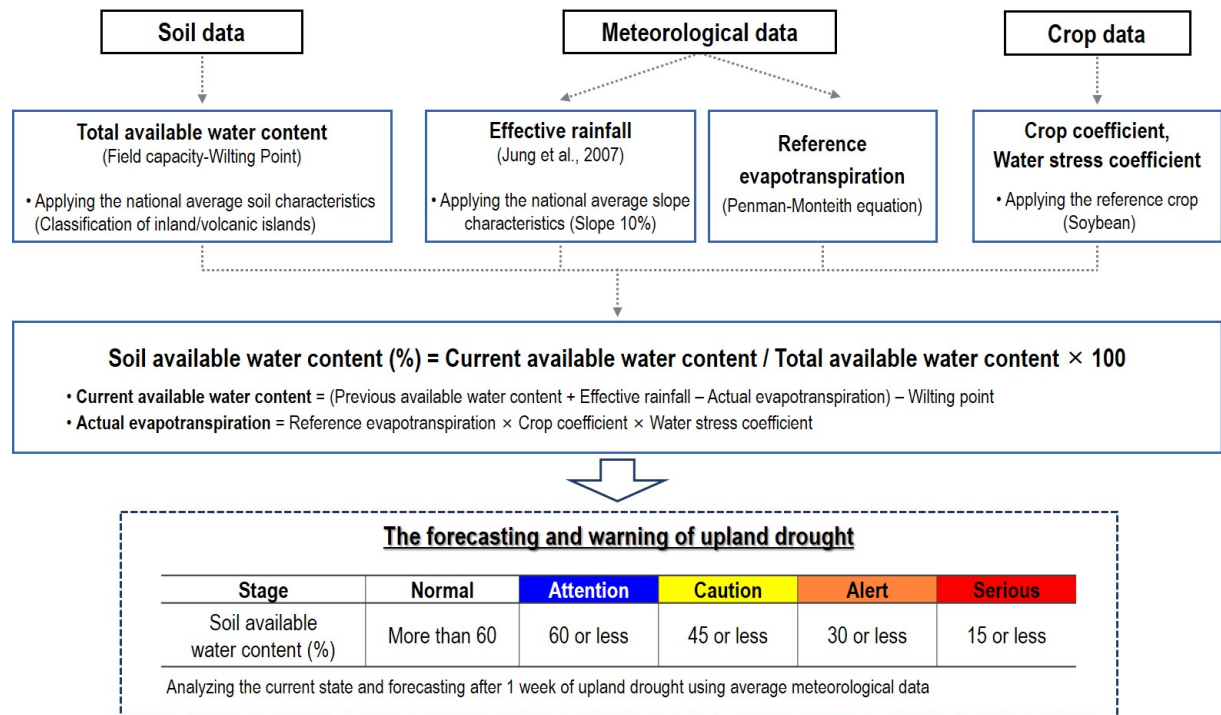 Soil data
Meteorological data
Crop data
Total available water content
(Field capacity-Wilting Point)
• Applying the national average soil characteristics
(Classification of inland/volcanic islands)
Effective rainfall
(Jung et al., 2007)
• Applying the national average slope
characteristics (Slope 10%)
Reference
evapotranspiration
(Penman-Monteith equation)
Crop coefficient,
Water stress coefficient
• Applying the reference crop
(Soybean)
Soil available water content (%) = Current available water content / Total available water content × 100
• Current available water content = (Previous available water content + Effective rainfall – Actual evapotranspiration) – Wilting point
• Actual evapotranspiration = Reference evapotranspiration × Crop coefficient × Water stress coefficient
The forecasting and warning of upland drought
Stage Normal Attention Caution Alert Serious
Soil available
water content (%) More than 60 60 or less 45 or less 30 or less 15 or less
Analyzing the current state and forecasting after 1 week of upland drought using average meteorological data